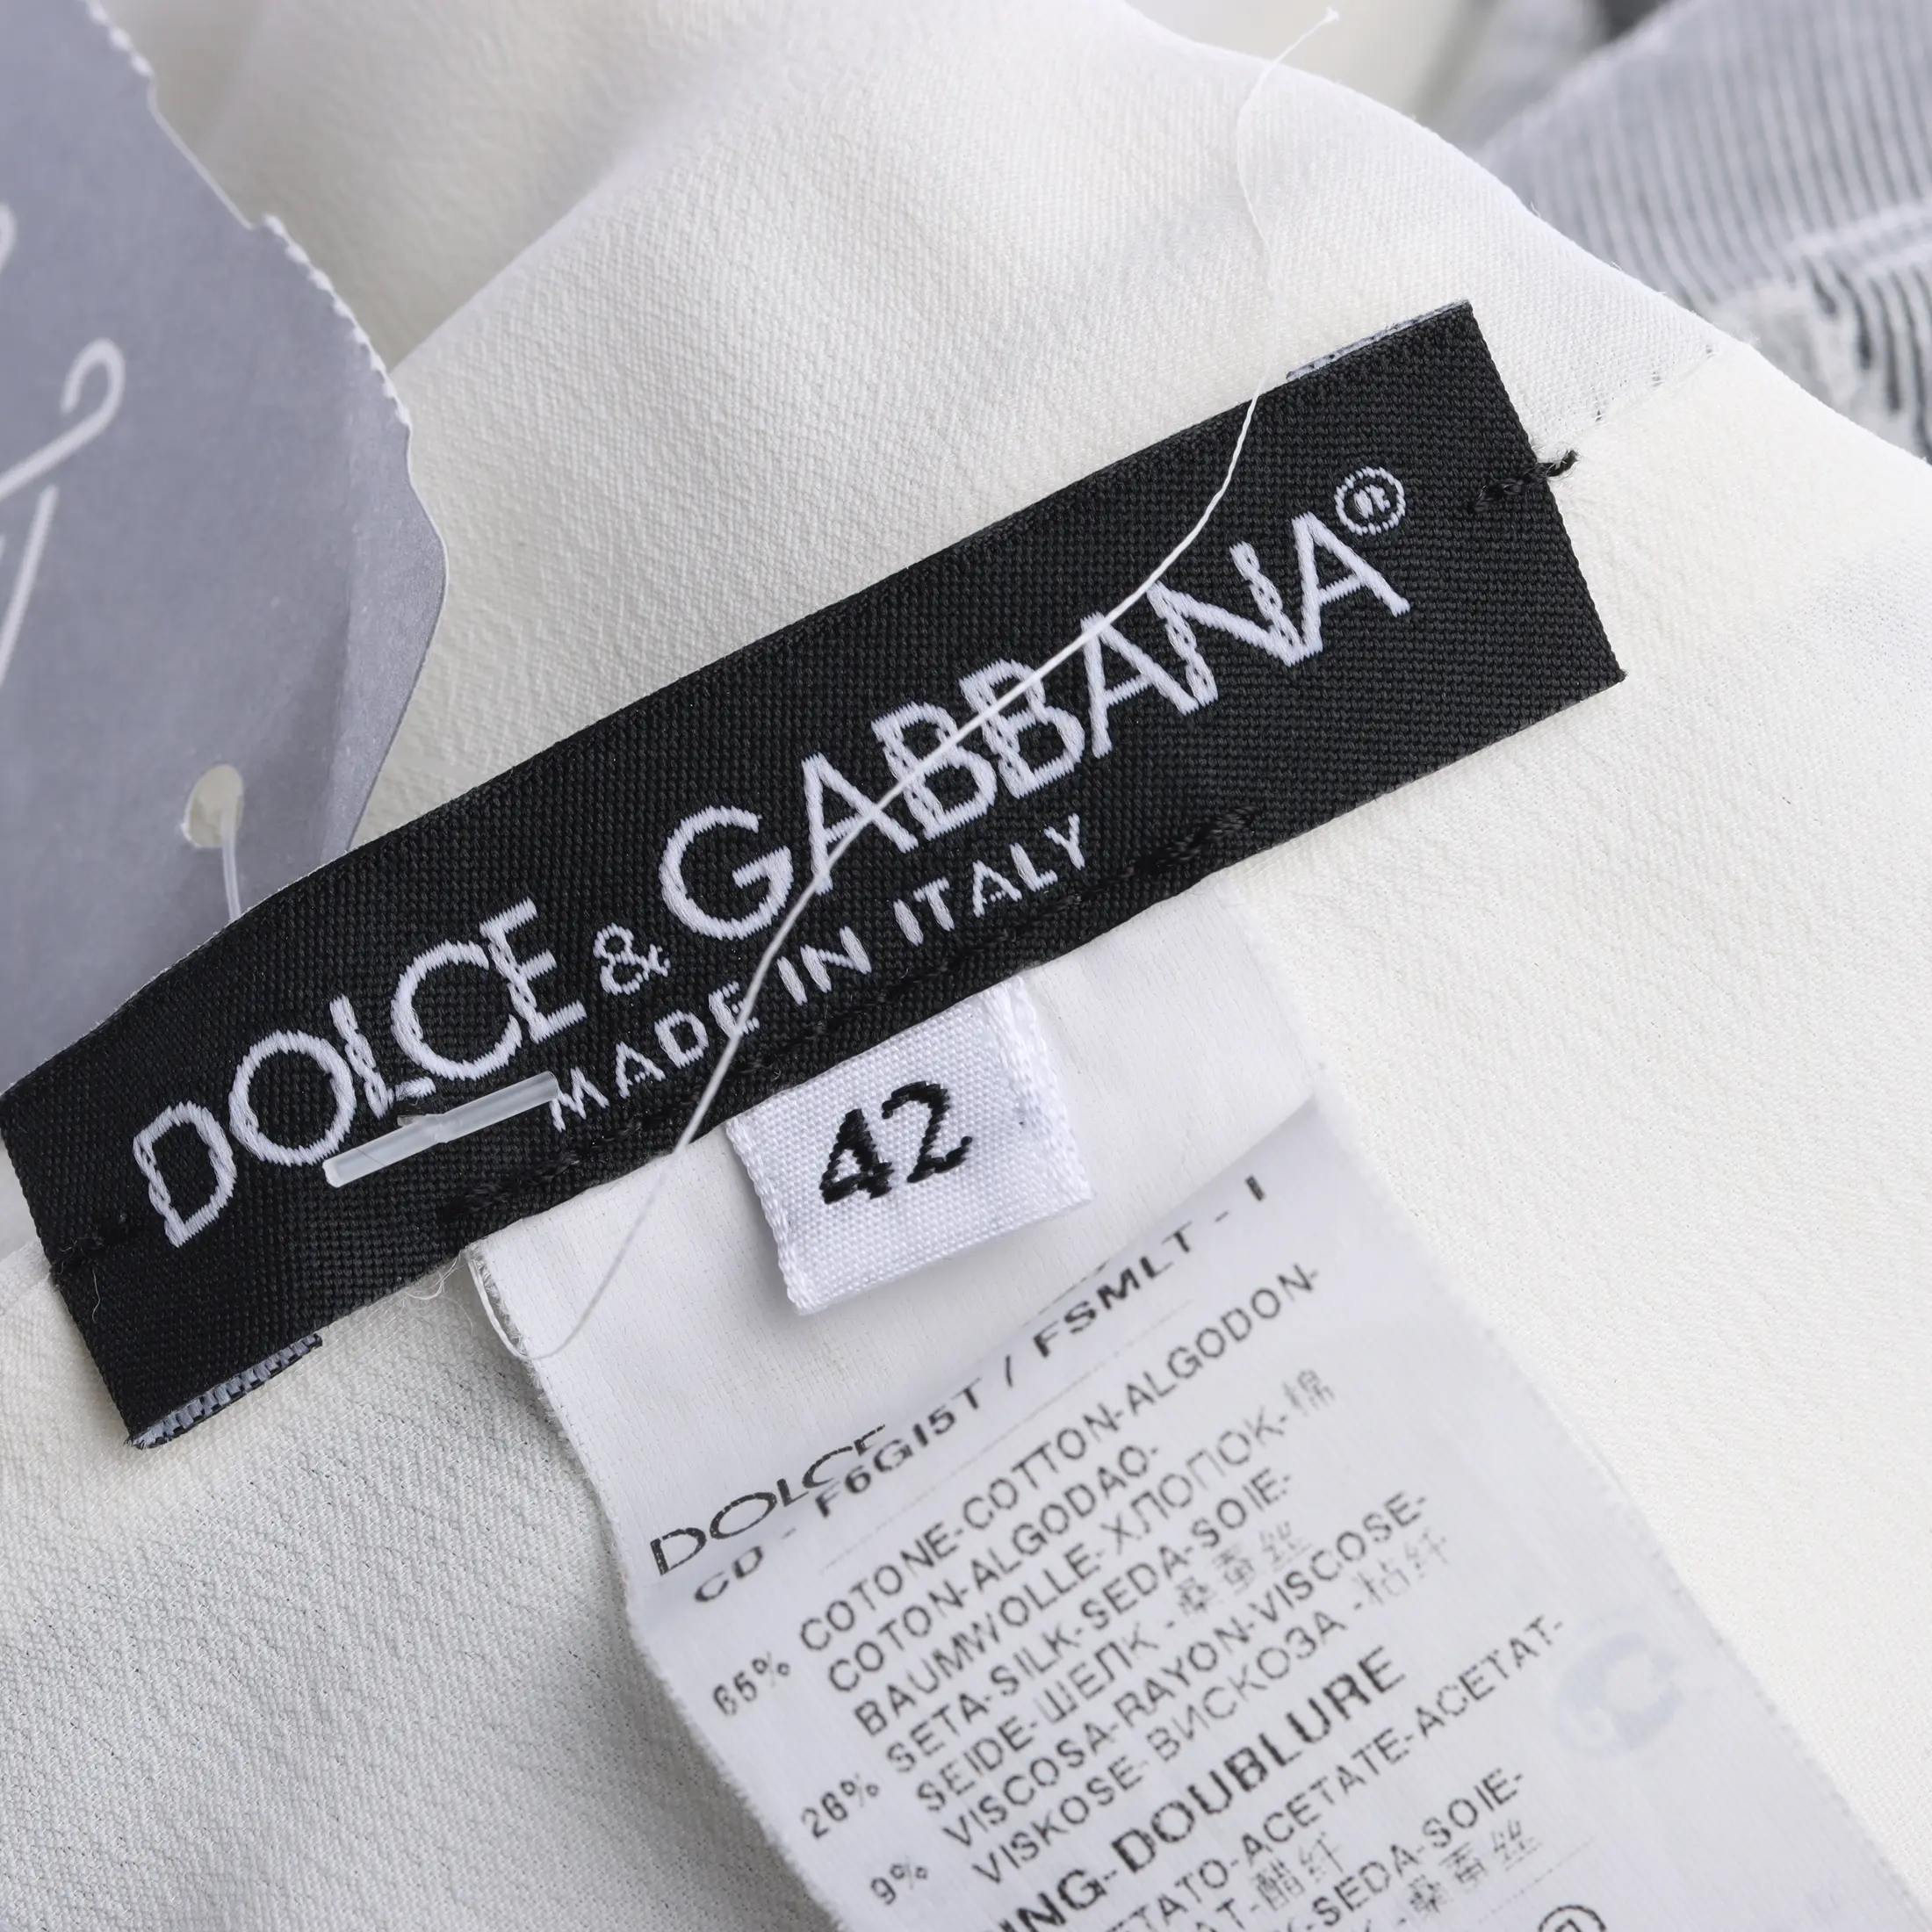 DOLCE & GABBANA®
MADE IN ITALY
42
DOLCE
CD - F6GI5T / FSMLT - I
65% COTONE-COTTON-ALGODON-
COTON-ALGODAO-
BAUMWOLLE-ХЛОПОК-棉
26% SETA-SILK-SEDA-SOIE-
SEIDE-ШЕЛК-桑蚕丝
9% VISCOSA-RAYON-VISCOSE-
VISKOSE-ВИСКОЗА-粘纤
ING-DOUBLURE
ETATO-ACETATE-ACETAT-
AT-醋纤
K-SEDA-SOIE-
К-桑蚕丝